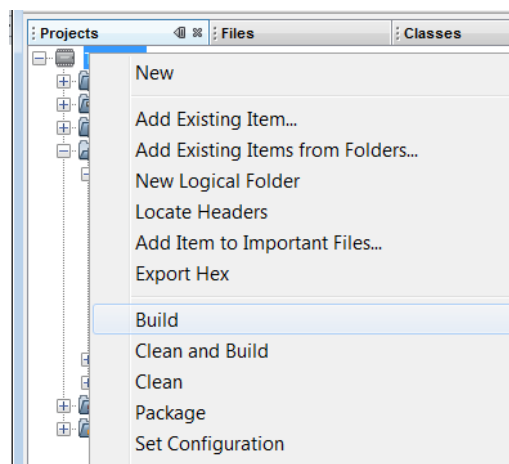 Projects Files Classes
New
Add Existing Item...
Add Existing Items from Folders...
New Logical Folder
Locate Headers
Add Item to Important Files...
Export Hex
Build
Clean and Build
Clean
Package
Set Configuration